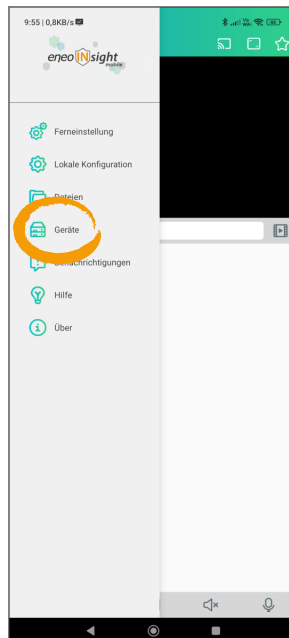 9:55 | 0,8KB/s
eneo INsight
mobile
Ferneinstellung
Lokale Konfiguration
Dateien
Geräte
Benachrichtigungen
Hilfe
Über